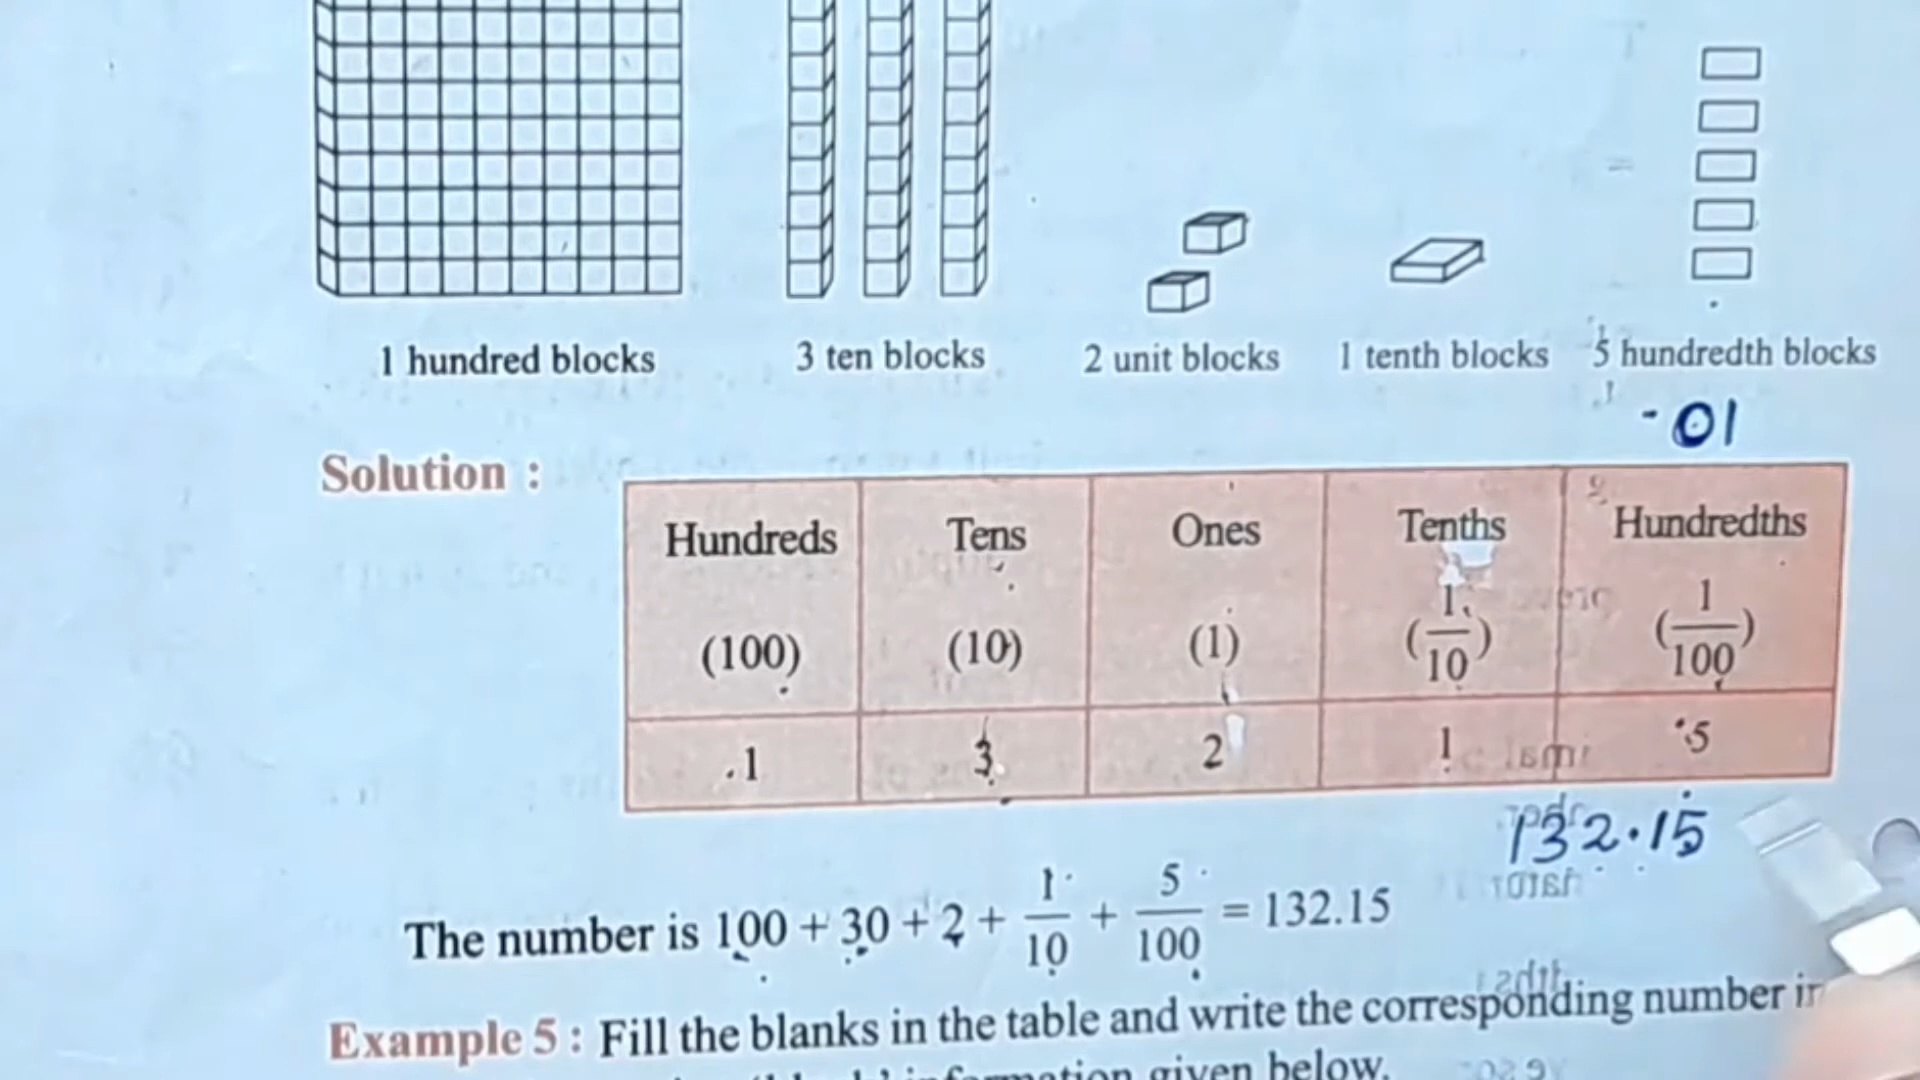 1 hundred blocks 3 ten blocks 2 unit blocks 1 tenth blocks 5 hundredth blocks
.01
Solution :
Hundreds Tens Ones Tenths Hundredths
(100) (10) (1) (1/10) (1/100)
1 3 2 1 5
132.15
The number is 100 + 30 + 2 + 1/10 + 5/100 = 132.15
Example 5 : Fill the blanks in the table and write the corresponding number in
information given below.